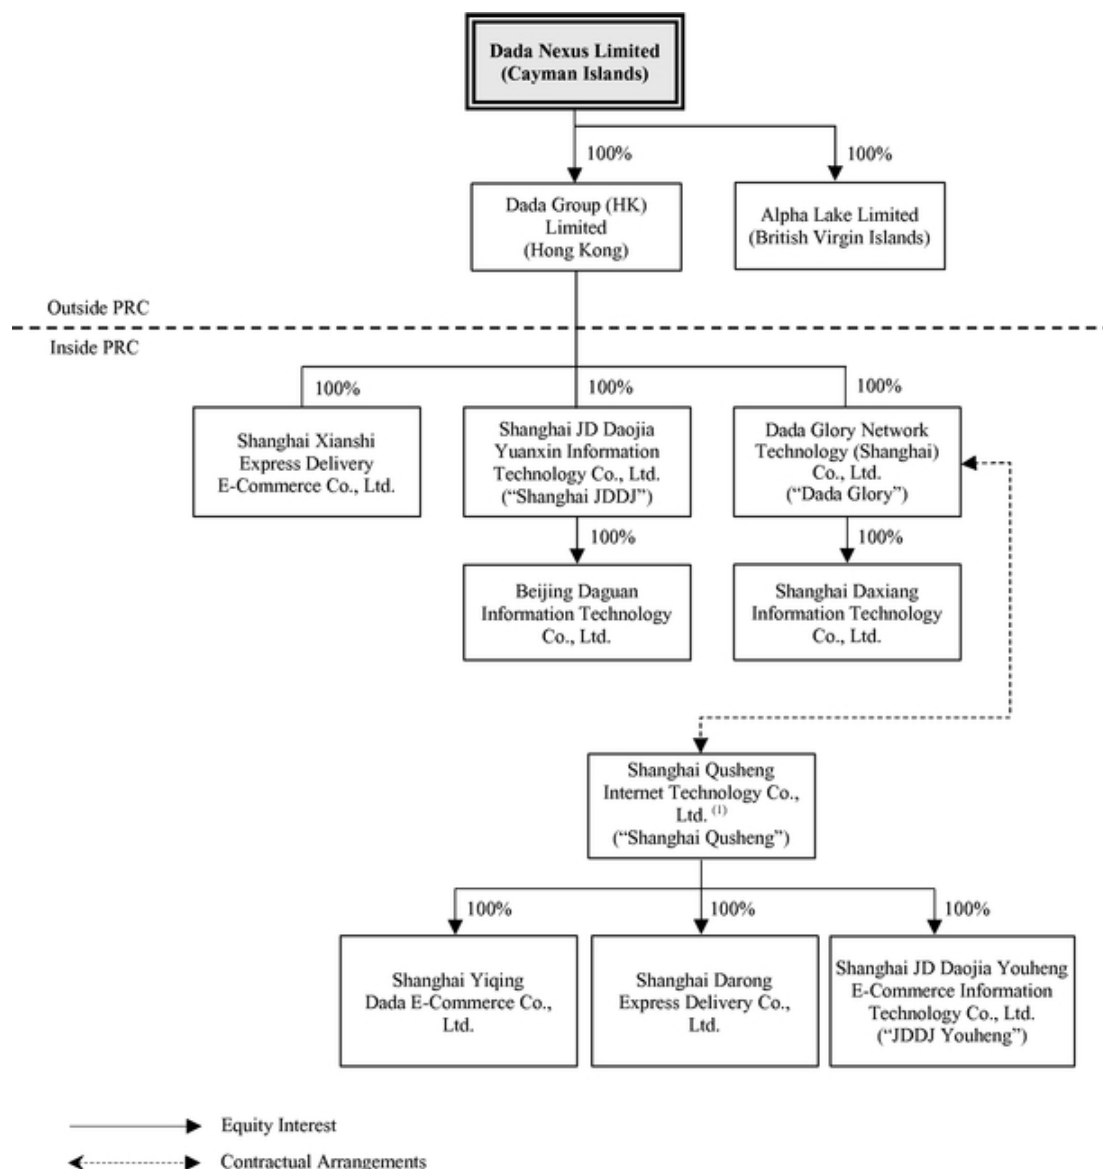 Dada Nexus Limited
(Cayman Islands)
100%
100%
Dada Group (HK)
Limited
(Hong Kong)
Alpha Lake Limited
(British Virgin Islands)
Outside PRC
Inside PRC
100%
100%
100%
Shanghai Xianshi
Express Delivery
E-Commerce Co., Ltd.
Shanghai JD Daojia
Yuanxin Information
Technology Co., Ltd.
(“Shanghai JDDJ”)
Dada Glory Network
Technology (Shanghai)
Co., Ltd.
(“Dada Glory”)
100%
100%
Beijing Daguan
Information Technology
Co., Ltd.
Shanghai Daxiang
Information Technology
Co., Ltd.
Shanghai Qusheng
Internet Technology Co.,
Ltd. (1)
(“Shanghai Qusheng”)
100%
100%
100%
Shanghai Yiqing
Dada E-Commerce Co.,
Ltd.
Shanghai Darong
Express Delivery Co.,
Ltd.
Shanghai JD Daojia Youheng
E-Commerce Information
Technology Co., Ltd.
(“JDDJ Youheng”)
Equity Interest
Contractual Arrangements